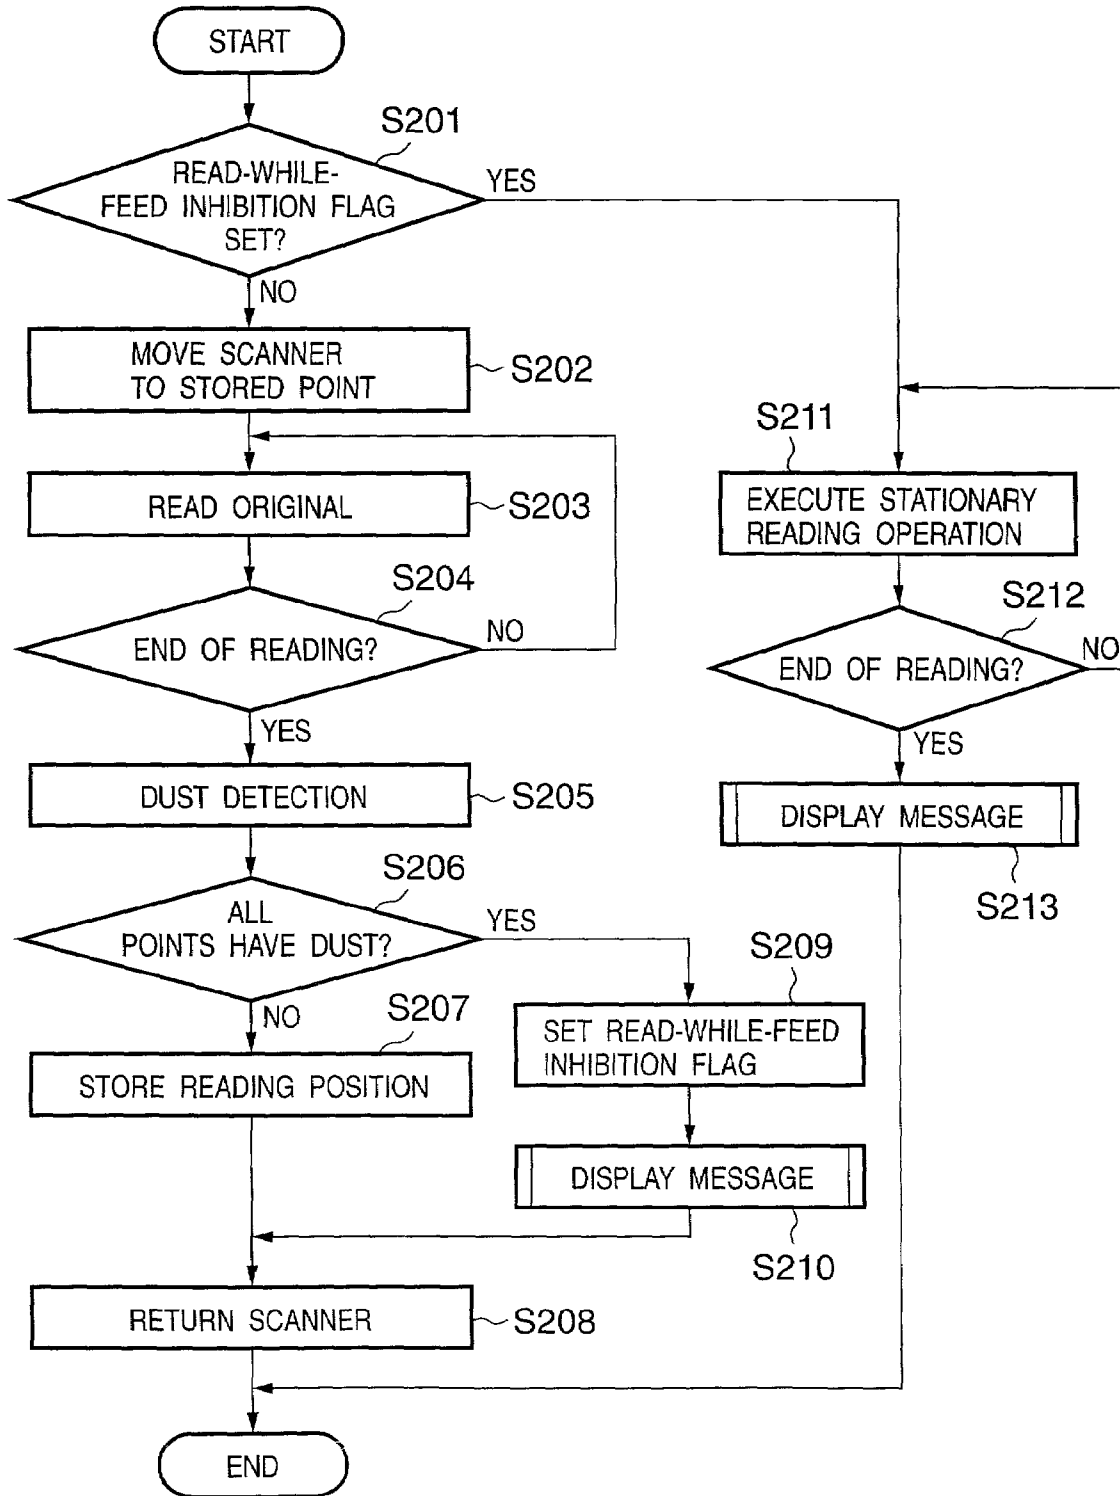 START
S201
READ-WHILE-
FEED INHIBITION FLAG
SET?
YES
NO
MOVE SCANNER
TO STORED POINT
S202
READ ORIGINAL
S203
S204
END OF READING?
NO
YES
DUST DETECTION
S205
S206
ALL
POINTS HAVE DUST?
YES
NO
S207
STORE READING POSITION
S209
SET READ-WHILE-FEED
INHIBITION FLAG
DISPLAY MESSAGE
S210
RETURN SCANNER
S208
END
S211
EXECUTE STATIONARY
READING OPERATION
S212
END OF READING?
NO
YES
DISPLAY MESSAGE
S213